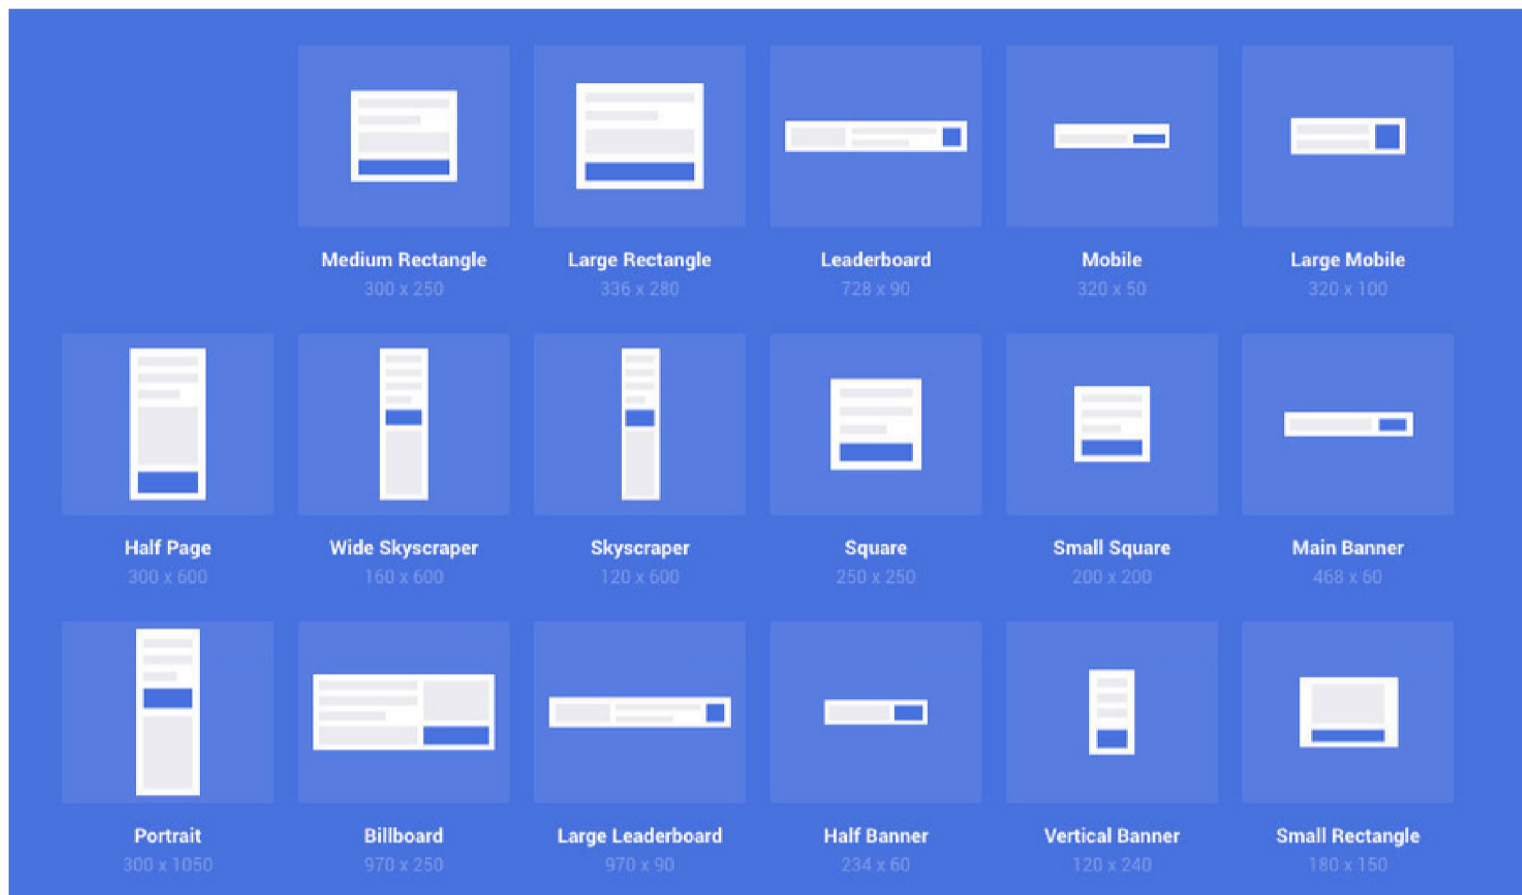 Medium Rectangle
300 x 250
Large Rectangle
336 x 280
Leaderboard
728 x 90
Mobile
320 x 50
Large Mobile
320 x 100
Half Page
300 x 600
Wide Skyscraper
160 x 600
Skyscraper
120 x 600
Square
250 x 250
Small Square
200 x 200
Main Banner
468 x 60
Portrait
300 x 1050
Billboard
970 x 250
Large Leaderboard
970 x 90
Half Banner
234 x 60
Vertical Banner
120 x 240
Small Rectangle
180 x 150